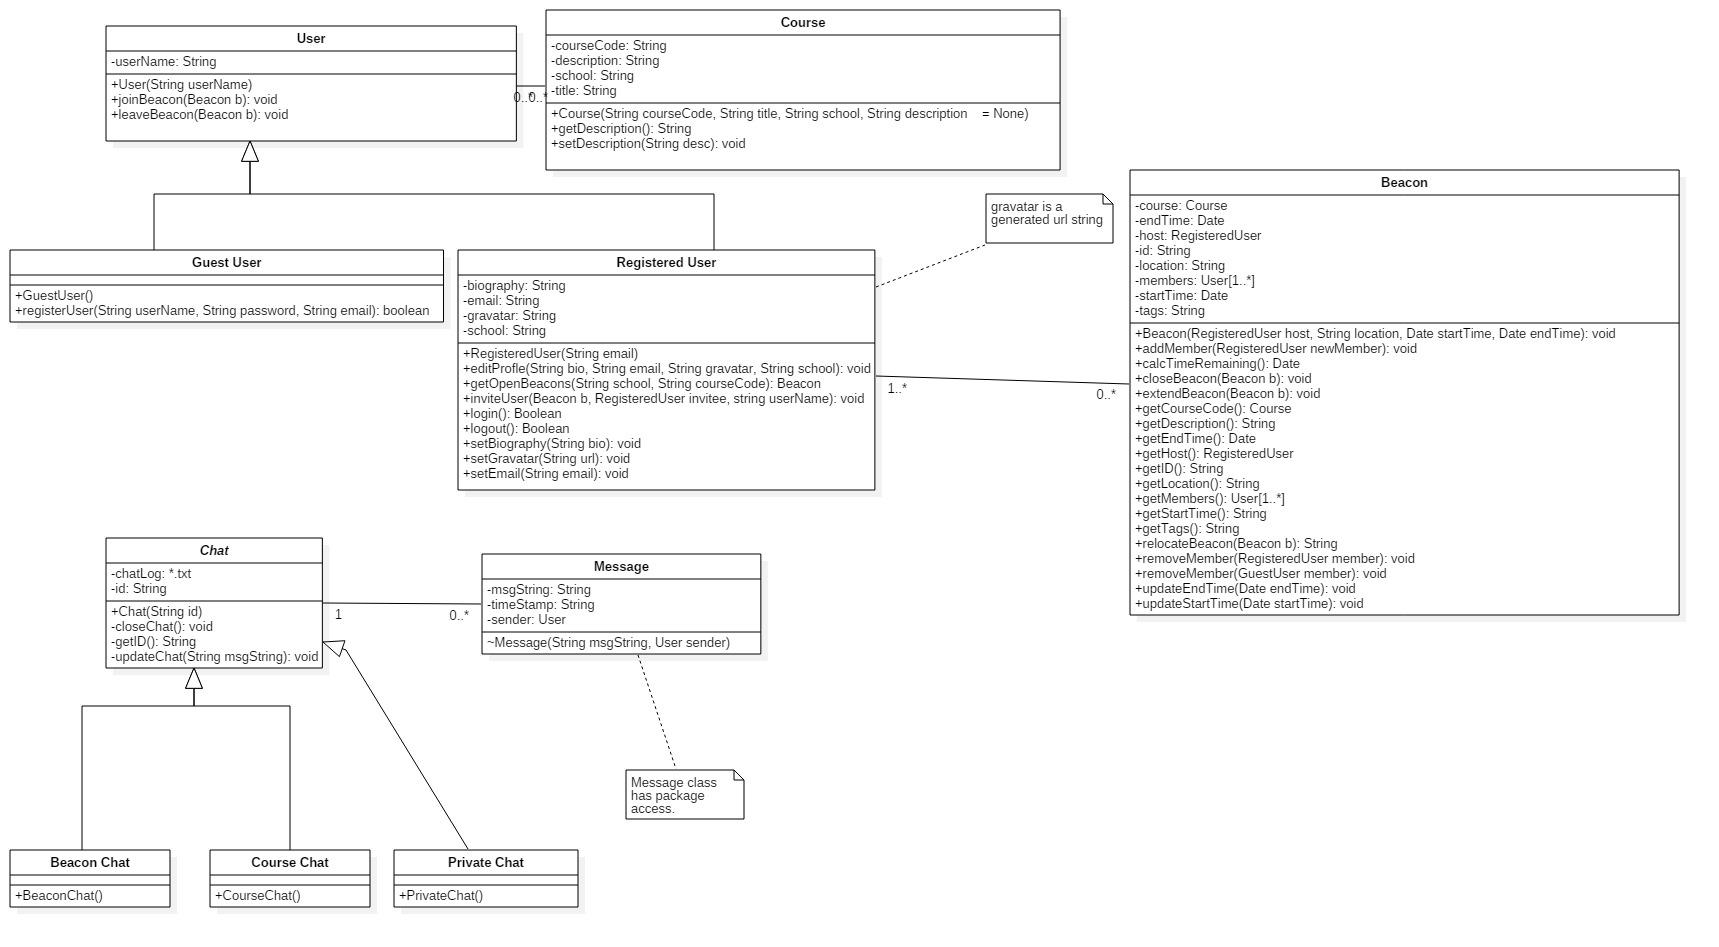 User
-userName: String
+User(String userName)
+joinBeacon(Beacon b): void
+leaveBeacon(Beacon b): void
0..*
0..*
Course
-courseCode: String
-description: String
-school: String
-title: String
+Course(String courseCode, String title, String school, String description = None)
+getDescription(): String
+setDescription(String desc): void
Guest User
+GuestUser()
+registerUser(String userName, String password, String email): boolean
Registered User
-biography: String
-email: String
-gravatar: String
-school: String
+RegisteredUser(String email)
+editProfle(String bio, String email, String gravatar, String school): void
+getOpenBeacons(String school, String courseCode): Beacon
+inviteUser(Beacon b, RegisteredUser invitee, string userName): void
+login(): Boolean
+logout(): Boolean
+setBiography(String bio): void
+setGravatar(String url): void
+setEmail(String email): void
gravatar is a
generated url string
1..*
0..*
Beacon
-course: Course
-endTime: Date
-host: RegisteredUser
-id: String
-location: String
-members: User[1..*]
-startTime: Date
-tags: String
+Beacon(RegisteredUser host, String location, Date startTime, Date endTime): void
+addMember(RegisteredUser newMember): void
+calcTimeRemaining(): Date
+closeBeacon(Beacon b): void
+extendBeacon(Beacon b): void
+getCourseCode(): Course
+getDescription(): String
+getEndTime(): Date
+getHost(): RegisteredUser
+getID(): String
+getLocation(): String
+getMembers(): User[1..*]
+getStartTime(): String
+getTags(): String
+relocateBeacon(Beacon b): String
+removeMember(RegisteredUser member): void
+removeMember(GuestUser member): void
+updateEndTime(Date endTime): void
+updateStartTime(Date startTime): void
Chat
-chatLog: *.txt
-id: String
+Chat(String id)
-closeChat(): void
-getID(): String
-updateChat(String msgString): void
1
0..*
Message
-msgString: String
-timeStamp: String
-sender: User
~Message(String msgString, User sender)
Message class
has package
access.
Beacon Chat
+BeaconChat()
Course Chat
+CourseChat()
Private Chat
+PrivateChat()